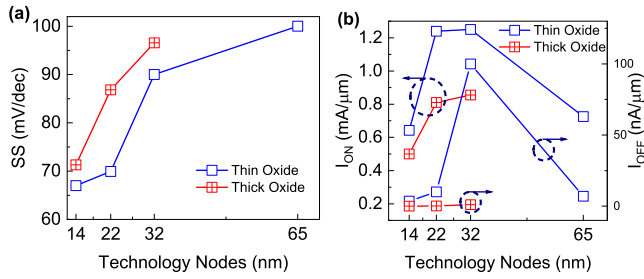 (a)
100
90
80
70
60
SS (mV/dec)
Thin Oxide
Thick Oxide
14
22
32
65
Technology Nodes (nm)
(b)
1.2
1.0
0.8
0.6
0.4
0.2
I_ON (mA/μm)
Thin Oxide
Thick Oxide
100
50
0
I_OFF (nA/μm)
14
22
32
65
Technology Nodes (nm)